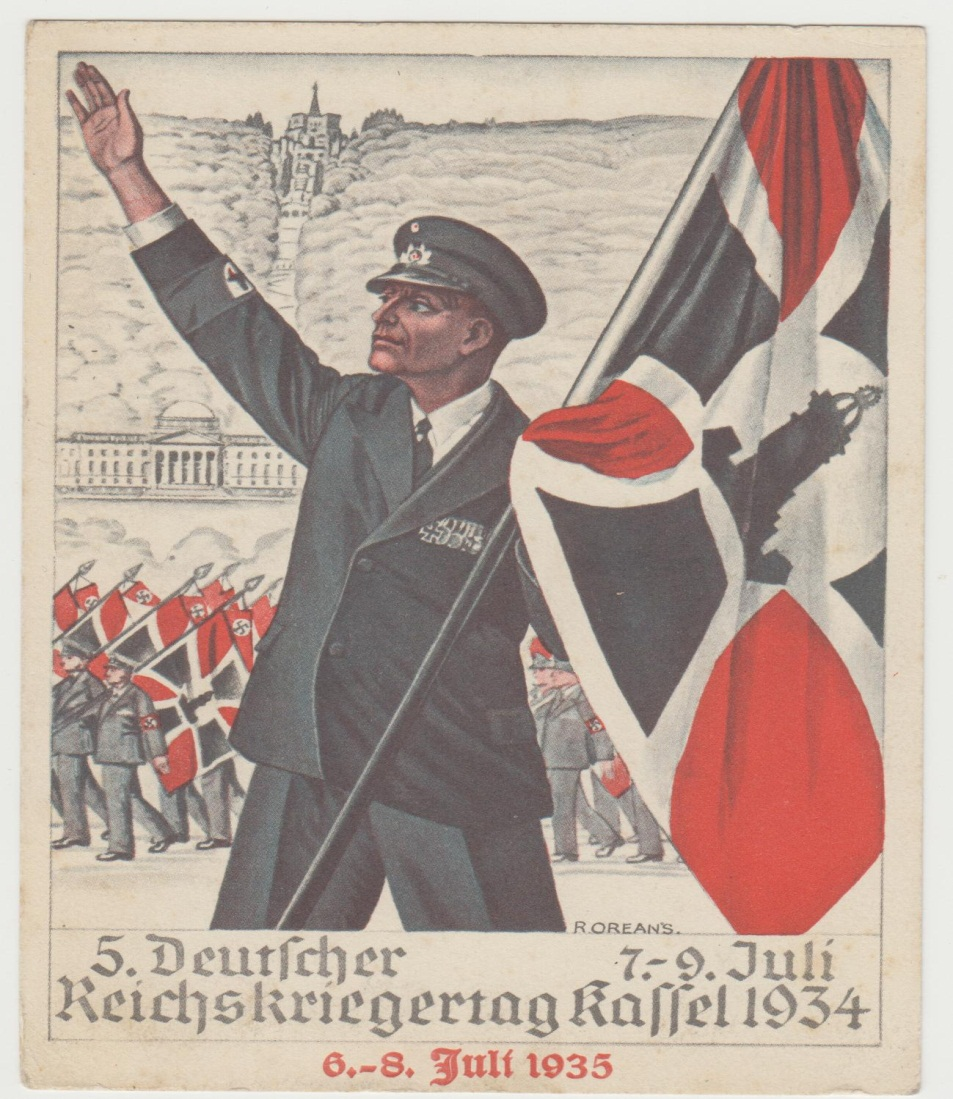 R.OREAN'S.
5. Deutſcher 7.-9. Juli
Reichskriegertag Kaſſel 1934
6.-8. Juli 1935